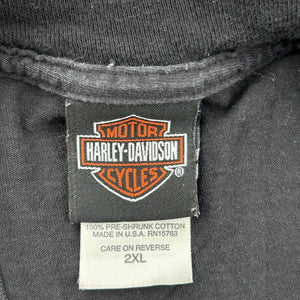 MOTOR
HARLEY-DAVIDSON
CYCLES
®
100% PRE-SHRUNK COTTON
MADE IN U.S.A. RN15763
CARE ON REVERSE
2XL